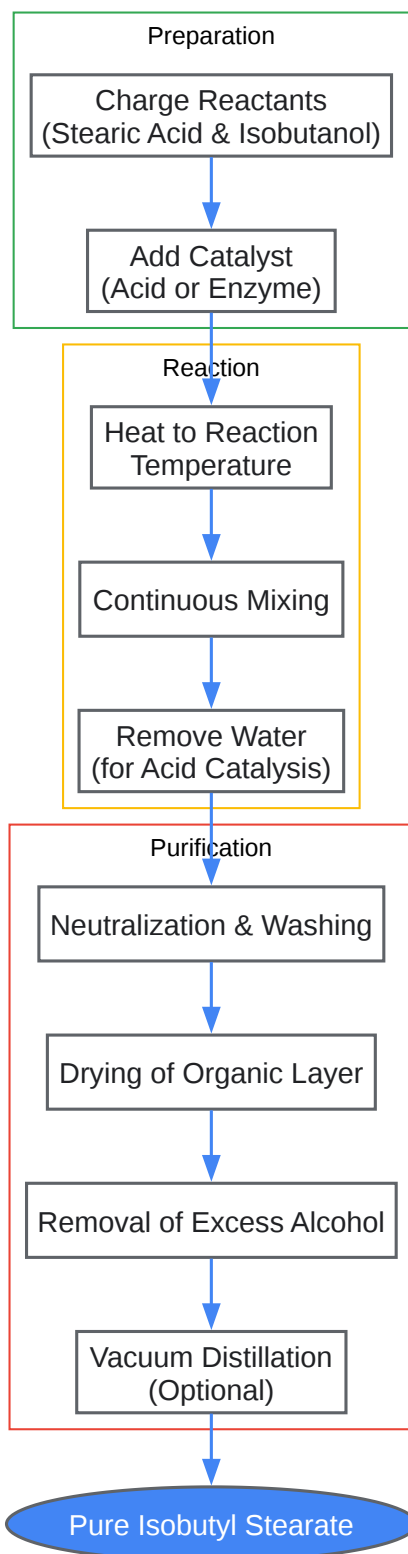 Preparation
Charge Reactants
(Stearic Acid & Isobutanol)
Add Catalyst
(Acid or Enzyme)
Reaction
Heat to Reaction
Temperature
Continuous Mixing
Remove Water
(for Acid Catalysis)
Purification
Neutralization & Washing
Drying of Organic Layer
Removal of Excess Alcohol
Vacuum Distillation
(Optional)
Pure Isobutyl Stearate